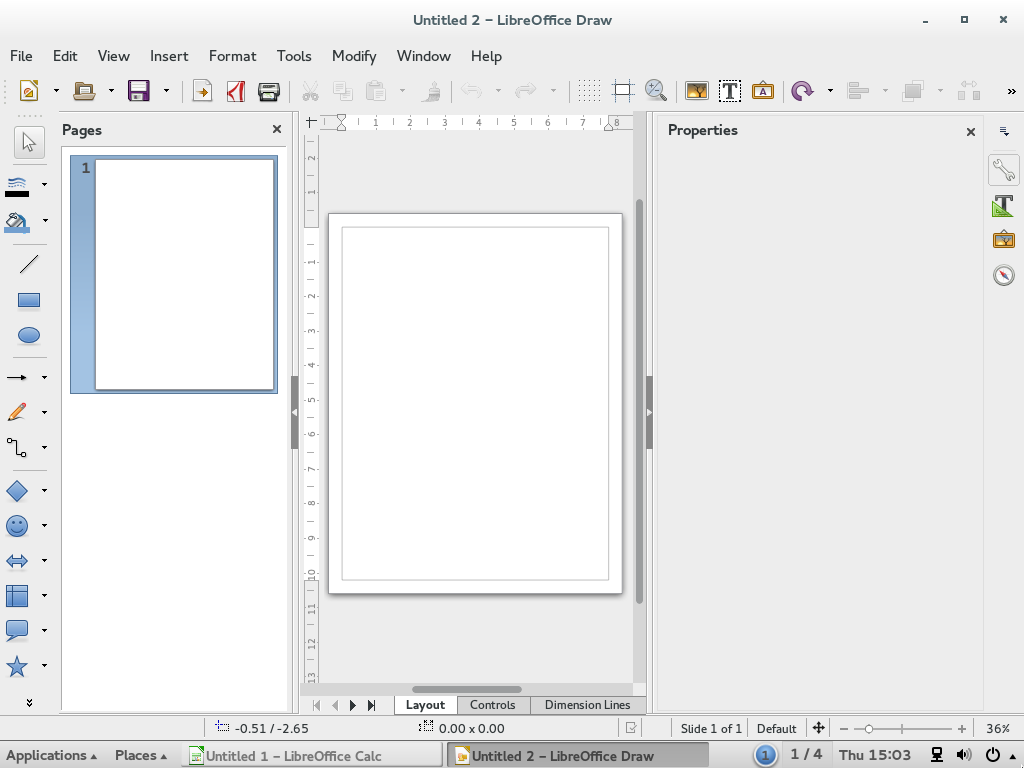 Untitled 2 – LibreOffice Draw
File Edit View Insert Format Tools Modify Window Help
Pages
Properties
1
1 2 3 4 5 6 7 8
2
1
1
2
3
4
5
6
7
8
9
10
11
12
13
Layout Controls Dimension Lines
-0.51 / -2.65 0.00 x 0.00 Slide 1 of 1 Default 36%
Applications Places Untitled 1 – LibreOffice Calc Untitled 2 – LibreOffice Draw 1 1 / 4 Thu 15:03